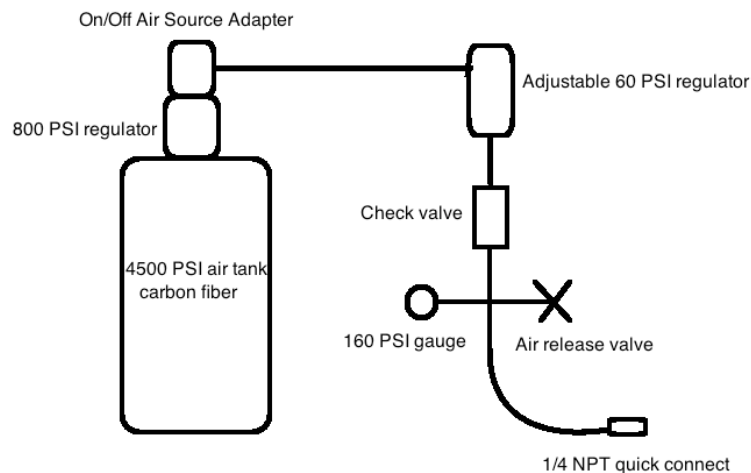 On/Off Air Source Adapter
Adjustable 60 PSI regulator
800 PSI regulator
Check valve
4500 PSI air tank
carbon fiber
160 PSI gauge
Air release valve
1/4 NPT quick connect